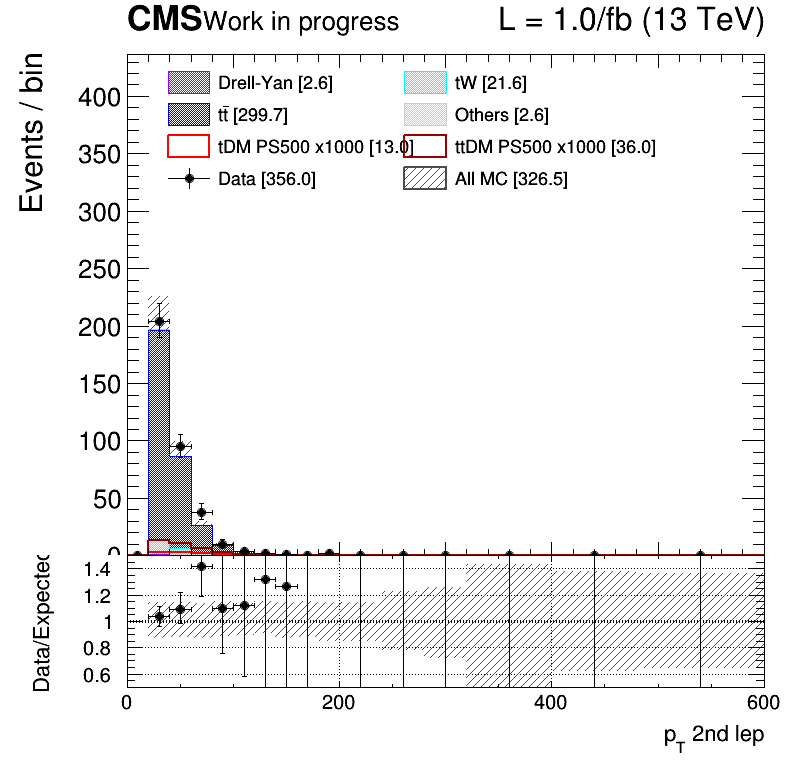 CMS Work in progress L = 1.0/fb (13 TeV)
Events / bin
Drell-Yan [2.6] tW [21.6]
tt̄ [299.7] Others [2.6]
tDM PS500 x1000 [13.0] ttDM PS500 x1000 [36.0]
Data [356.0] All MC [326.5]
400
350
300
250
200
150
100
50
0
Data/Expected
1.4
1.2
1
0.8
0.6
0 200 400 600
p_T 2nd lep